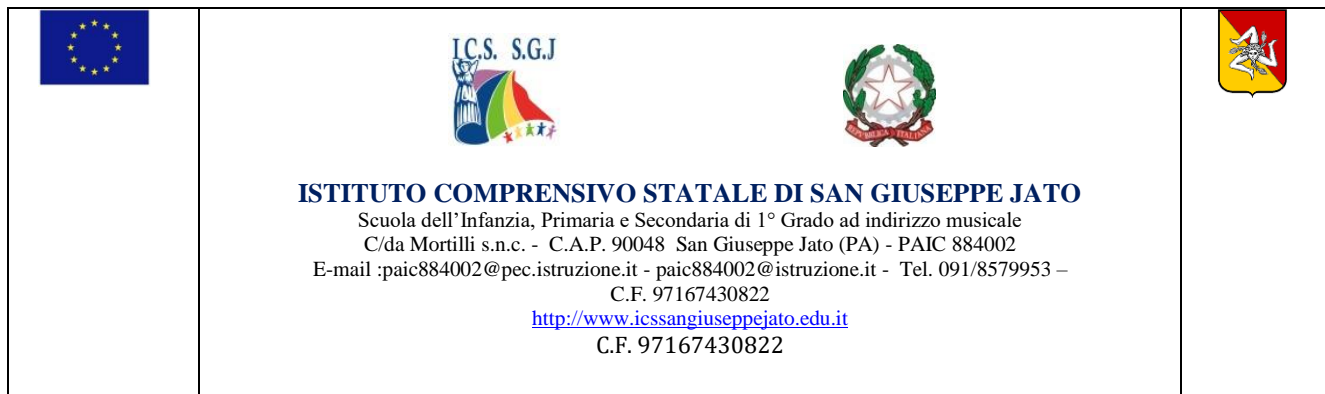 I.C.S. S.G.J
REPUBBLICA ITALIANA
ISTITUTO COMPRENSIVO STATALE DI SAN GIUSEPPE JATO
Scuola dell’Infanzia, Primaria e Secondaria di 1° Grado ad indirizzo musicale
C/da Mortilli s.n.c. - C.A.P. 90048 San Giuseppe Jato (PA) - PAIC 884002
E-mail :paic884002@pec.istruzione.it - paic884002@istruzione.it - Tel. 091/8579953 –
C.F. 97167430822
http://www.icssangiuseppejato.edu.it
C.F. 97167430822